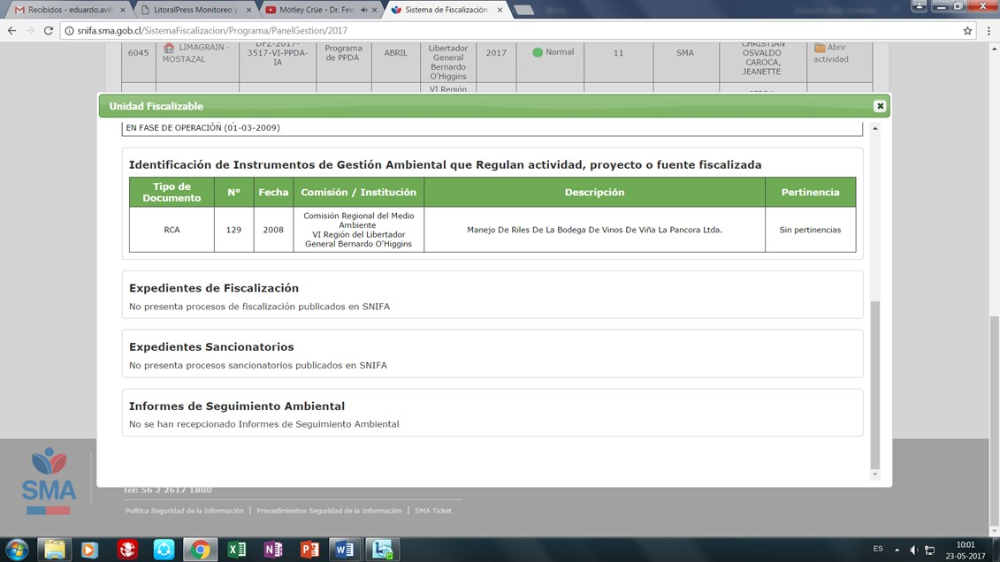 Recibidos - eduardo.avil
LitoralPress Monitoreo y
Mötley Crüe - Dr. Feel
Sistema de Fiscalización
snifa.sma.gob.cl/SistemaFiscalizacion/Programa/PanelGestion/2017
6045
LIMAGRAIN -
MOSTAZAL
DFZ-2017-
3517-VI-PPDA-
IA
Programa
de PPDA
ABRIL
Libertador
General
Bernardo
O'Higgins
2017
Normal
11
SMA
CHRISTIAN
OSVALDO
CAROCA,
JEANETTE
Abrir
actividad
VI Región
Unidad Fiscalizable
EN FASE DE OPERACIÓN (01-03-2009)
Identificación de Instrumentos de Gestión Ambiental que Regulan actividad, proyecto o fuente fiscalizada
Tipo de
Documento
N°
Fecha
Comisión / Institución
Descripción
Pertinencia
RCA
129
2008
Comisión Regional del Medio
Ambiente
VI Región del Libertador
General Bernardo O'Higgins
Manejo De Riles De La Bodega De Vinos De Viña La Pancora Ltda.
Sin pertinencias
Expedientes de Fiscalización
No presenta procesos de fiscalización publicados en SNIFA
Expedientes Sancionatorios
No presenta procesos sancionatorios publicados en SNIFA
Informes de Seguimiento Ambiental
No se han recepcionado Informes de Seguimiento Ambiental
SMA
tel: 56 2 2617 1800
Política Seguridad de la Información | Procedimientos Seguridad de la Información | SMA Ticket
ES
10:01
23-05-2017